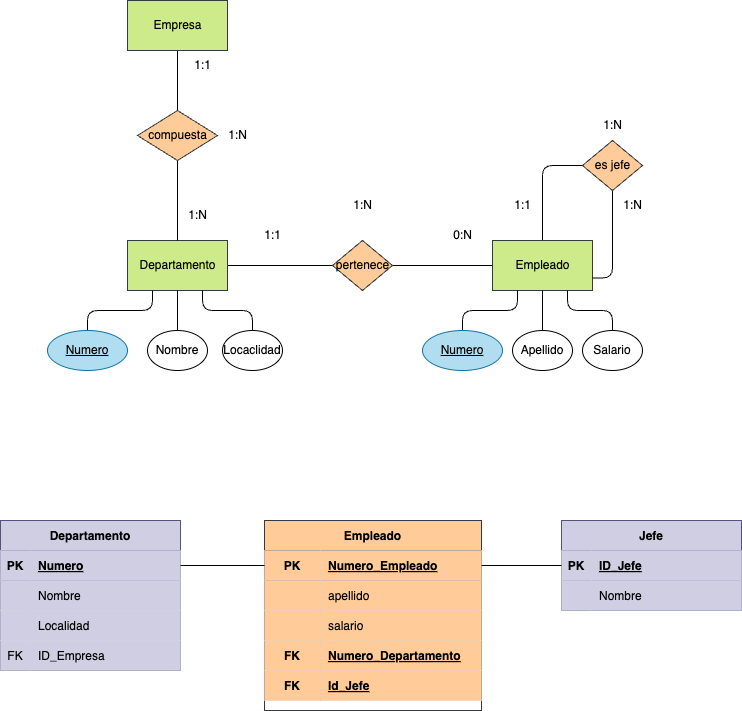 Empresa
1:1
compuesta
1:N
1:N
Departamento
1:1
1:N
pertenece
0:N
Empleado
1:1
1:N
es jefe
1:N
Numero
Nombre
Locaclidad
Numero
Apellido
Salario
Departamento
PK Numero
Nombre
Localidad
FK ID_Empresa
Empleado
PK Numero_Empleado
apellido
salario
FK Numero_Departamento
FK Id_Jefe
Jefe
PK ID_Jefe
Nombre